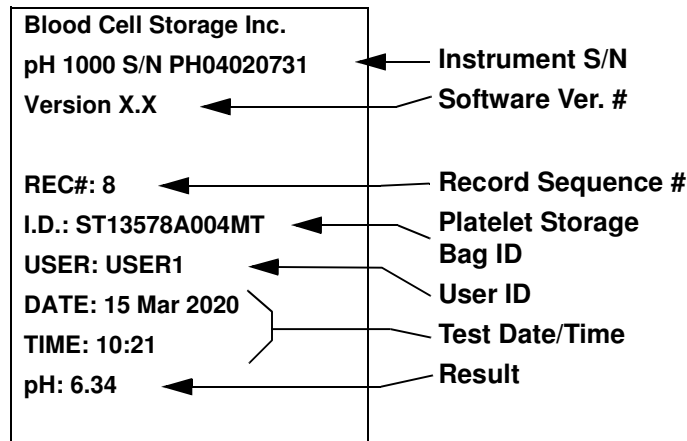 Blood Cell Storage Inc.
pH 1000 S/N PH04020731
Version X.X
REC#: 8
I.D.: ST13578A004MT
USER: USER1
DATE: 15 Mar 2020
TIME: 10:21
pH: 6.34
Instrument S/N
Software Ver. #
Record Sequence #
Platelet Storage
Bag ID
User ID
Test Date/Time
Result